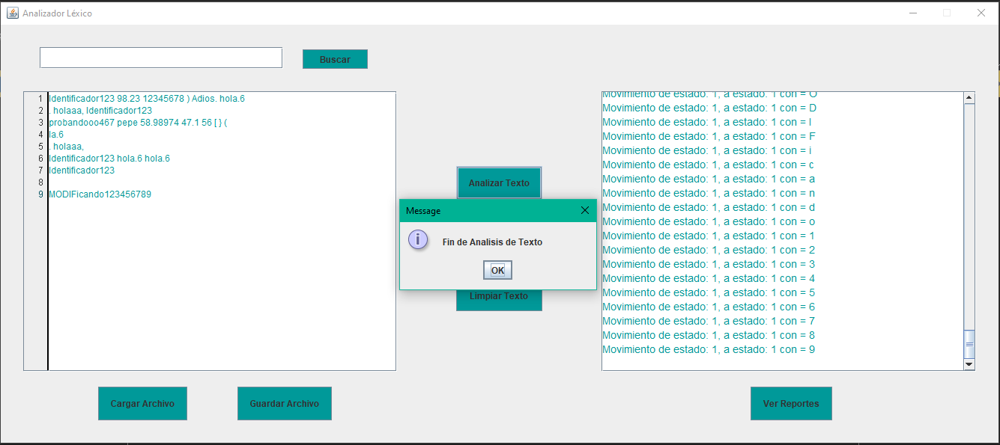 Analizador Léxico
Buscar
1 Identificador123 98.23 12345678 ) Adios. hola.6
2 . holaaa, Identificador123
3 probandooo467 pepe 58.98974 47.1 56 [ } (
4 la.6
5 . holaaa,
6 Identificador123 hola.6 hola.6
7 Identificador123
8
9 MODIFicando123456789
Analizar Texto
Message
Fin de Analisis de Texto
OK
Limpiar Texto
Movimiento de estado: 1, a estado: 1 con = O
Movimiento de estado: 1, a estado: 1 con = D
Movimiento de estado: 1, a estado: 1 con = I
Movimiento de estado: 1, a estado: 1 con = F
Movimiento de estado: 1, a estado: 1 con = i
Movimiento de estado: 1, a estado: 1 con = c
Movimiento de estado: 1, a estado: 1 con = a
Movimiento de estado: 1, a estado: 1 con = n
Movimiento de estado: 1, a estado: 1 con = d
Movimiento de estado: 1, a estado: 1 con = o
Movimiento de estado: 1, a estado: 1 con = 1
Movimiento de estado: 1, a estado: 1 con = 2
Movimiento de estado: 1, a estado: 1 con = 3
Movimiento de estado: 1, a estado: 1 con = 4
Movimiento de estado: 1, a estado: 1 con = 5
Movimiento de estado: 1, a estado: 1 con = 6
Movimiento de estado: 1, a estado: 1 con = 7
Movimiento de estado: 1, a estado: 1 con = 8
Movimiento de estado: 1, a estado: 1 con = 9
Cargar Archivo
Guardar Archivo
Ver Reportes